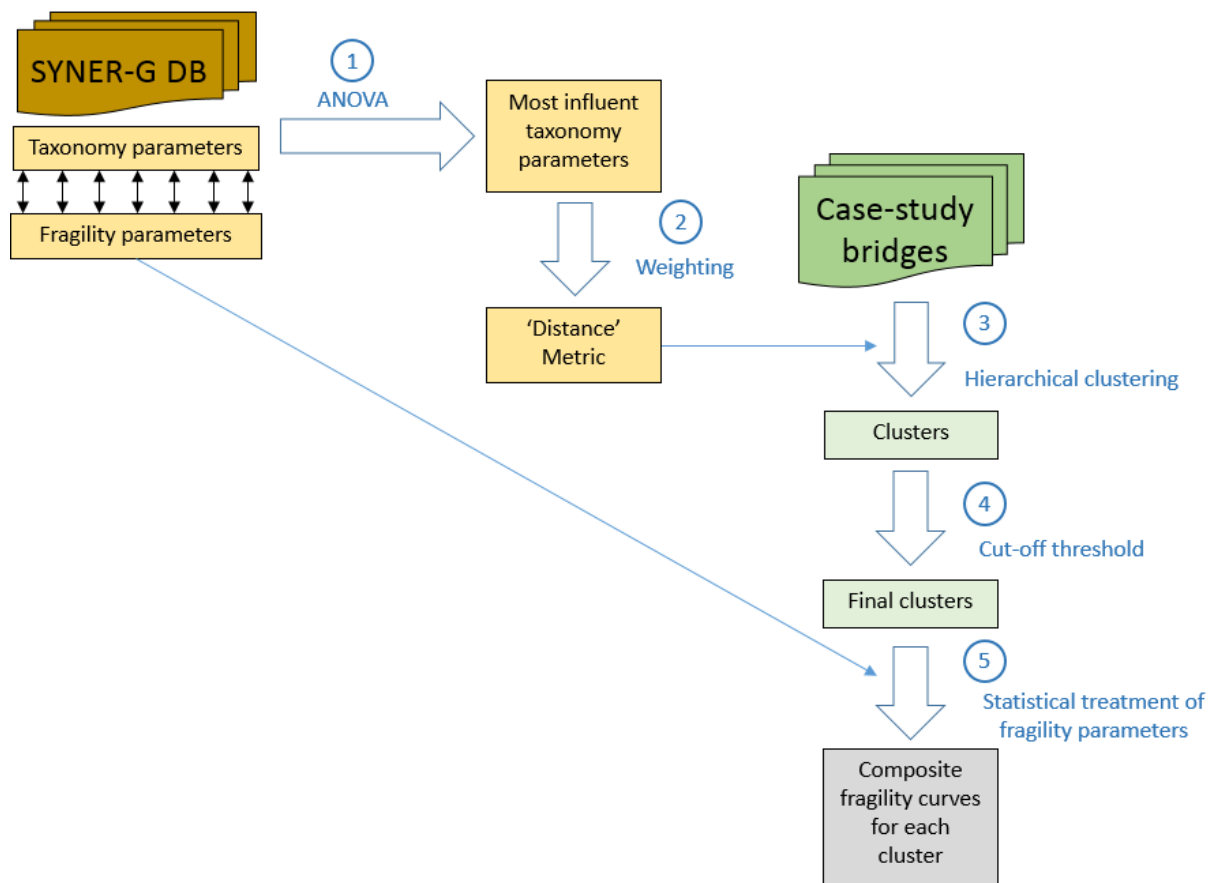 SYNER-G DB
Taxonomy parameters
Fragility parameters
1
ANOVA
Most influent
taxonomy
parameters
2
Weighting
‘Distance’
Metric
Case-study
bridges
3
Hierarchical clustering
Clusters
4
Cut-off threshold
Final clusters
5
Statistical treatment of
fragility parameters
Composite
fragility curves
for each
cluster